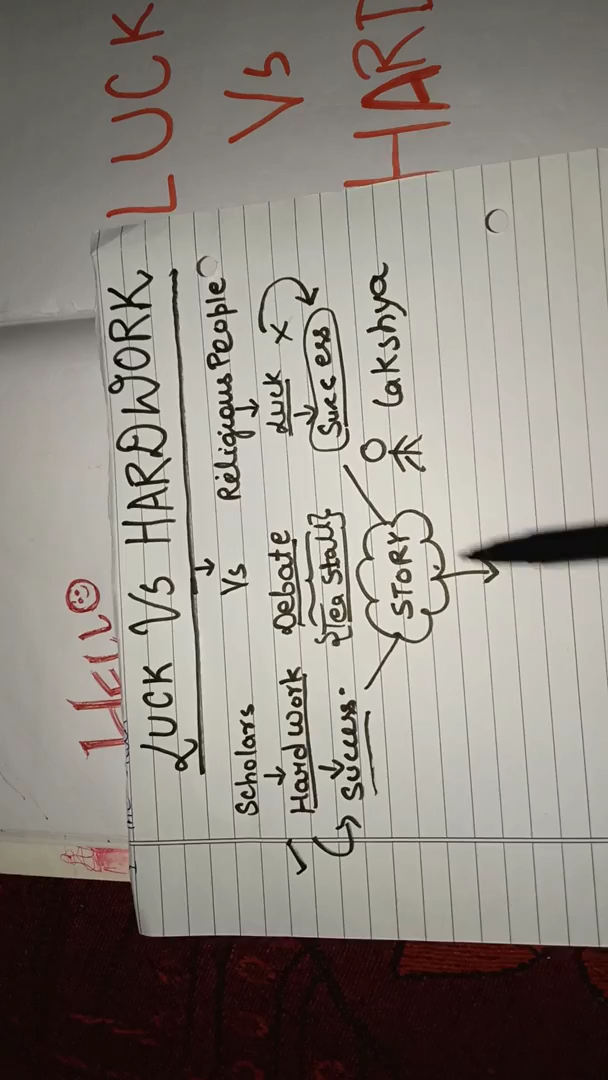 LUCK
Vs
HARD
HELLO
LUCK Vs HARDWORK
Scholars Vs Religious People
Hardwork Debate Luck x
Success. {Tea Stall} Success
STORY Lakshya